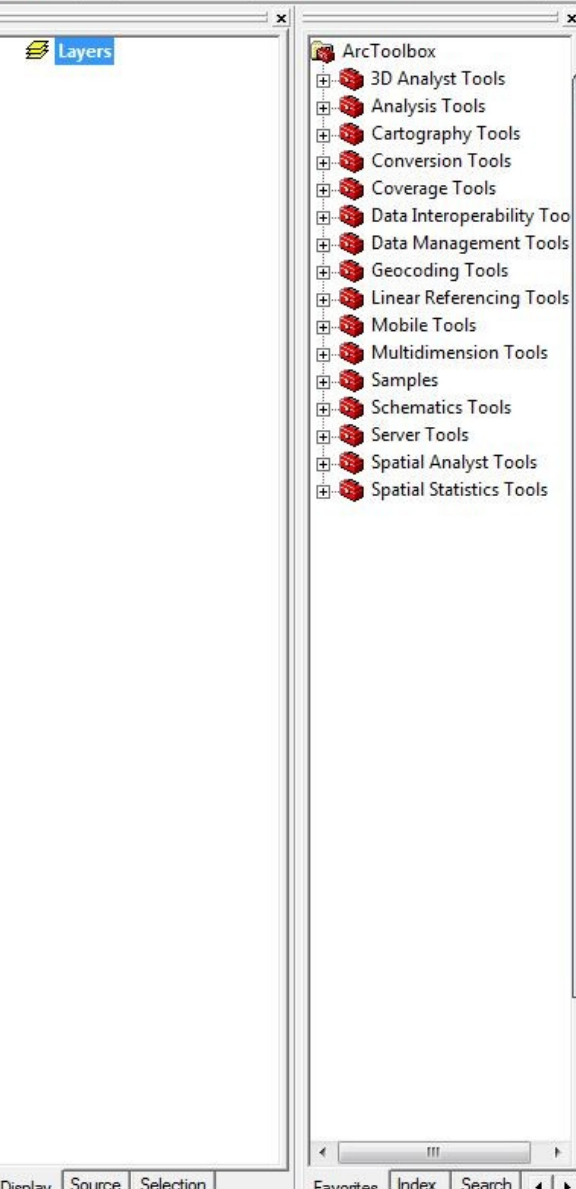 Layers
ArcToolbox
3D Analyst Tools
Analysis Tools
Cartography Tools
Conversion Tools
Coverage Tools
Data Interoperability Too
Data Management Tools
Geocoding Tools
Linear Referencing Tools
Mobile Tools
Multidimension Tools
Samples
Schematics Tools
Server Tools
Spatial Analyst Tools
Spatial Statistics Tools
Display Source Selection
Favorites Index Search